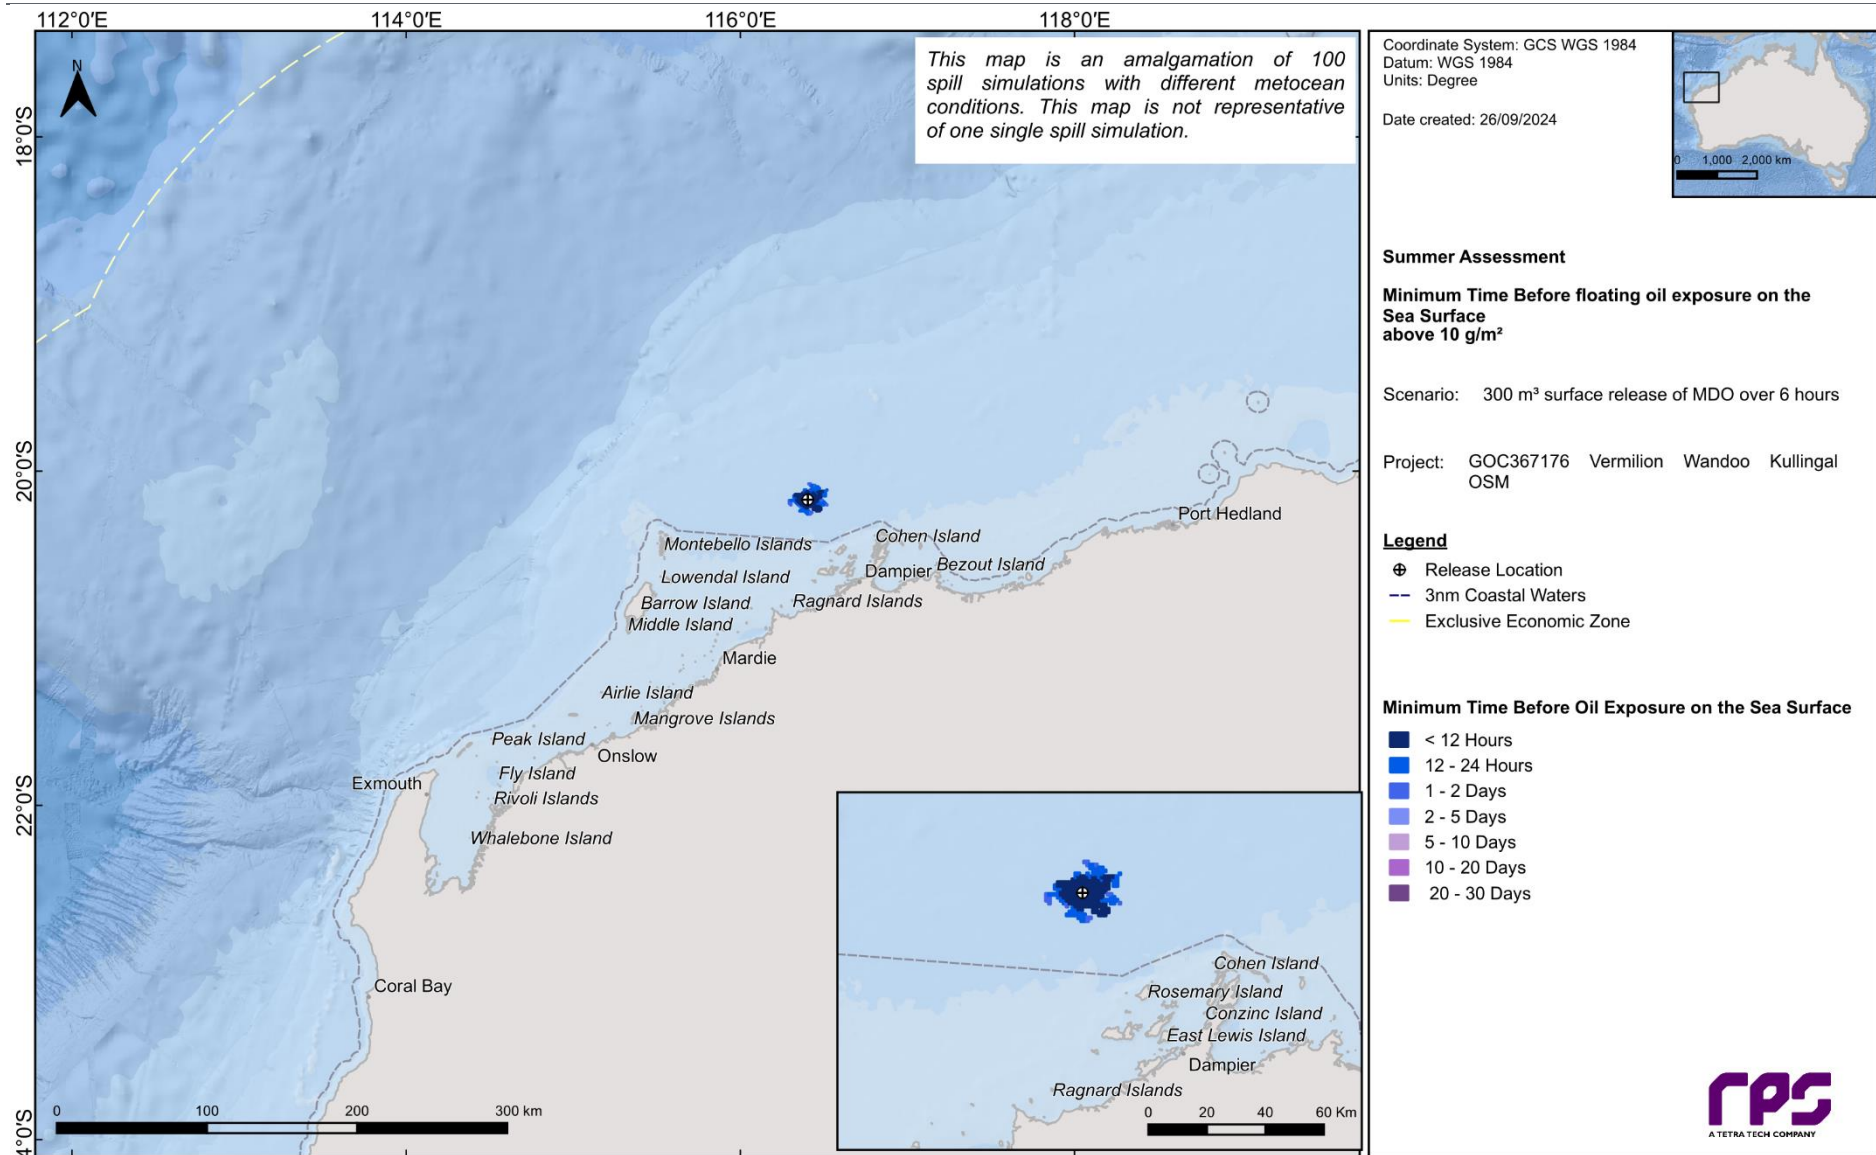 112°0'E
114°0'E
116°0'E
118°0'E
18°0'S
20°0'S
22°0'S
4°0'S
N
This map is an amalgamation of 100
spill simulations with different metocean
conditions. This map is not representative
of one single spill simulation.
Montebello Islands
Cohen Island
Port Hedland
Lowendal Island
Dampier
Bezout Island
Barrow Island
Ragnard Islands
Middle Island
Mardie
Airlie Island
Mangrove Islands
Peak Island
Onslow
Exmouth
Fly Island
Rivoli Islands
Whalebone Island
Coral Bay
0 100 200 300 km
Cohen Island
Rosemary Island
Conzinc Island
East Lewis Island
Dampier
Ragnard Islands
0 20 40 60 Km
Coordinate System: GCS WGS 1984
Datum: WGS 1984
Units: Degree
Date created: 26/09/2024
0 1,000 2,000 km
Summer Assessment
Minimum Time Before floating oil exposure on the
Sea Surface
above 10 g/m²
Scenario: 300 m³ surface release of MDO over 6 hours
Project: GOC367176 Vermilion Wandoo Kullingal
OSM
Legend
Release Location
3nm Coastal Waters
Exclusive Economic Zone
Minimum Time Before Oil Exposure on the Sea Surface
< 12 Hours
12 - 24 Hours
1 - 2 Days
2 - 5 Days
5 - 10 Days
10 - 20 Days
20 - 30 Days
rps
A TETRA TECH COMPANY